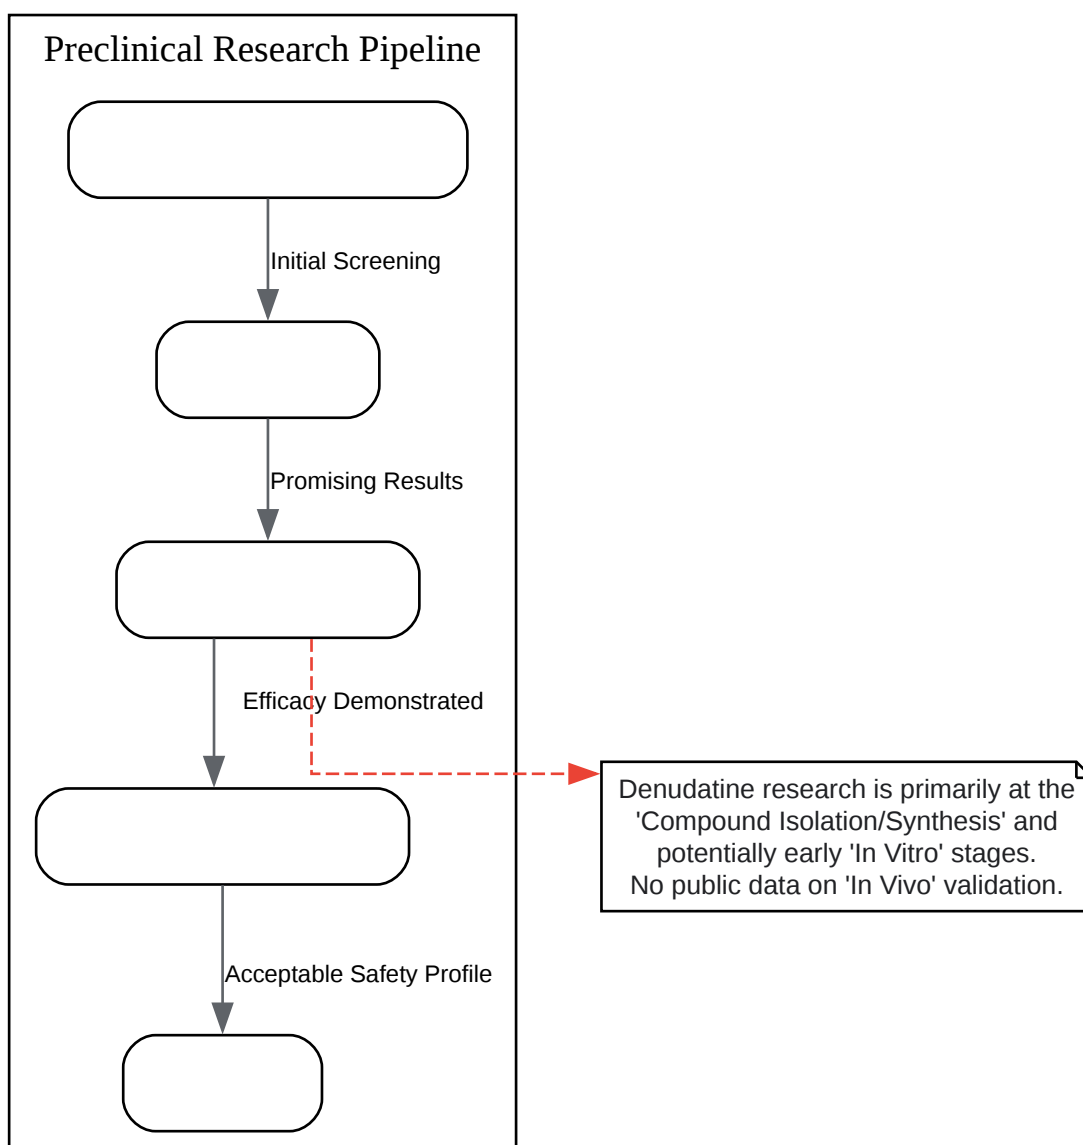 Preclinical Research Pipeline
Initial Screening
Promising Results
Efficacy Demonstrated
Denudatine research is primarily at the
'Compound Isolation/Synthesis' and
potentially early 'In Vitro' stages.
No public data on 'In Vivo' validation.
Acceptable Safety Profile